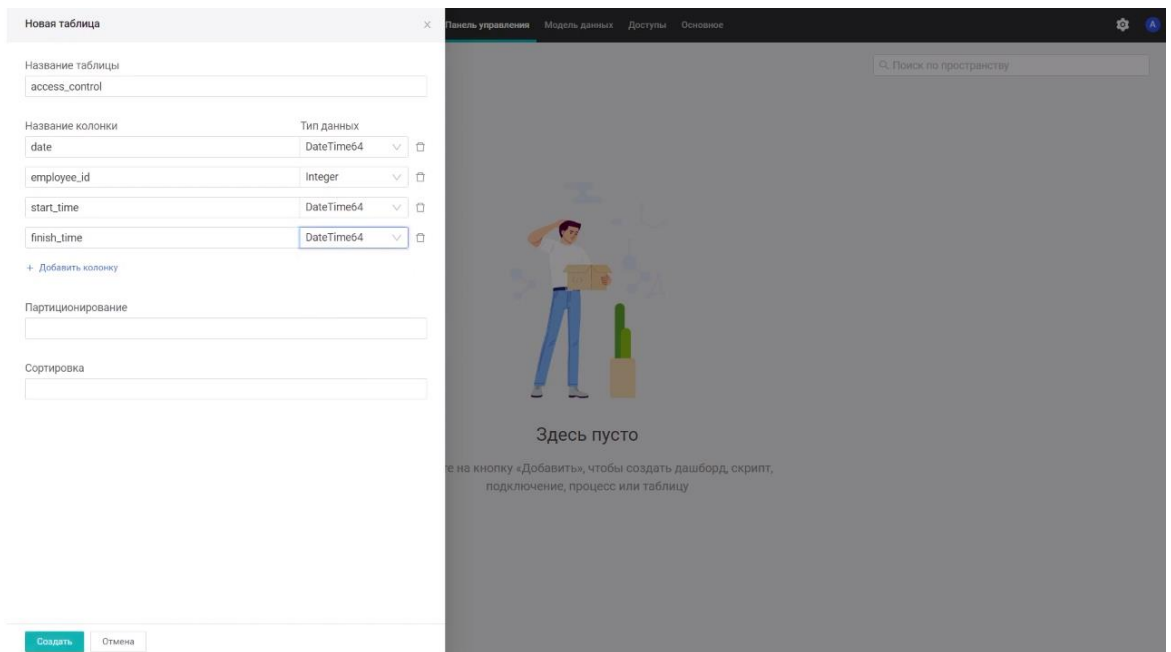 Новая таблица
Панель управления Модель данных Доступы Основное
А
Название таблицы
Поиск по пространству
access_control
Название колонки Тип данных
date DateTime64
employee_id Integer
start_time DateTime64
finish_time DateTime64
+ Добавить колонку
Партиционирование
Сортировка
Здесь пусто
на кнопку «Добавить», чтобы создать дашборд, скрипт,
подключение, процесс или таблицу
Создать Отмена